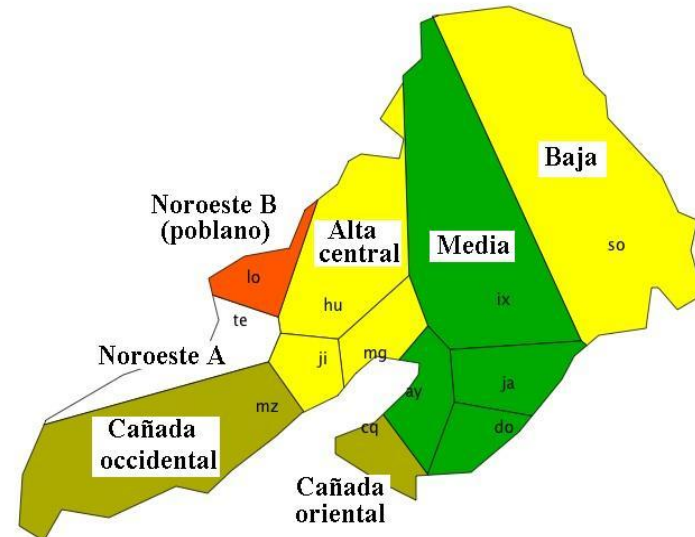 Baja
Noroeste B
(poblano)
Alta
central
Media
so
lo
ix
hu
te
Noroeste A
ji
mg
ja
ay
mz
Cañada
occidental
cq
do
Cañada
oriental